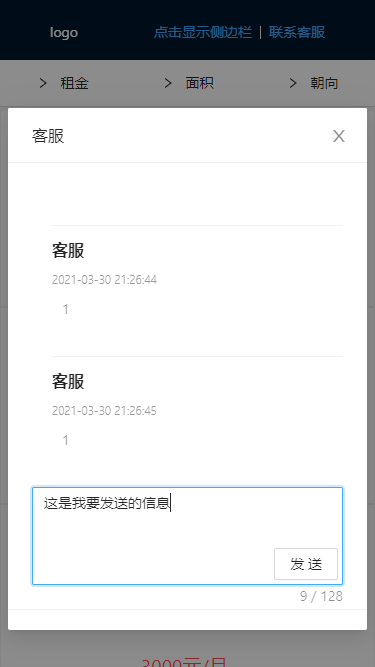 logo 点击显示侧边栏 | 联系客服
租金 面积 朝向
客服
客服
2021-03-30 21:26:44
1
客服
2021-03-30 21:26:45
1
这是我要发送的信息
发 送
9 / 128
3000元/月